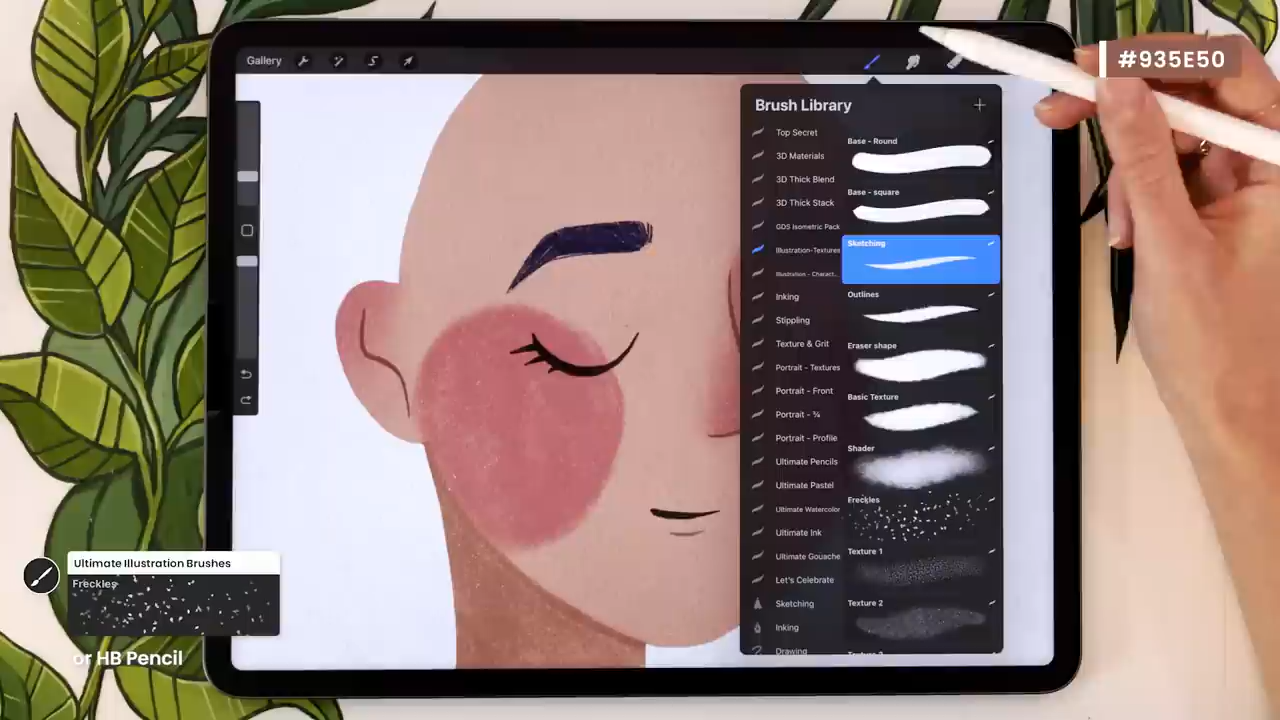 Gallery
#935E50
Brush Library
Top Secret
3D Materials
3D Thick Blend
3D Thick Stack
GDS Isometric Pack
Illustration-Textures
Illustration - Charact...
Inking
Stippling
Texture & Grit
Portrait - Textures
Portrait - Front
Portrait - ¾
Portrait - Profile
Ultimate Pencils
Ultimate Pastel
Ultimate Watercolor
Ultimate Ink
Ultimate Gouache
Let's Celebrate
Sketching
Inking
Drawing
Base - Round
Base - square
Sketching
Outlines
Eraser shape
Basic Texture
Shader
Freckles
Texture 1
Texture 2
Ultimate Illustration Brushes
Freckles
or HB Pencil